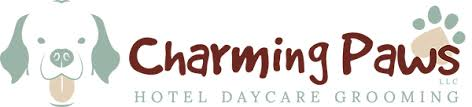 Charming Paws
LLC
HOTEL DAYCARE GROOMING